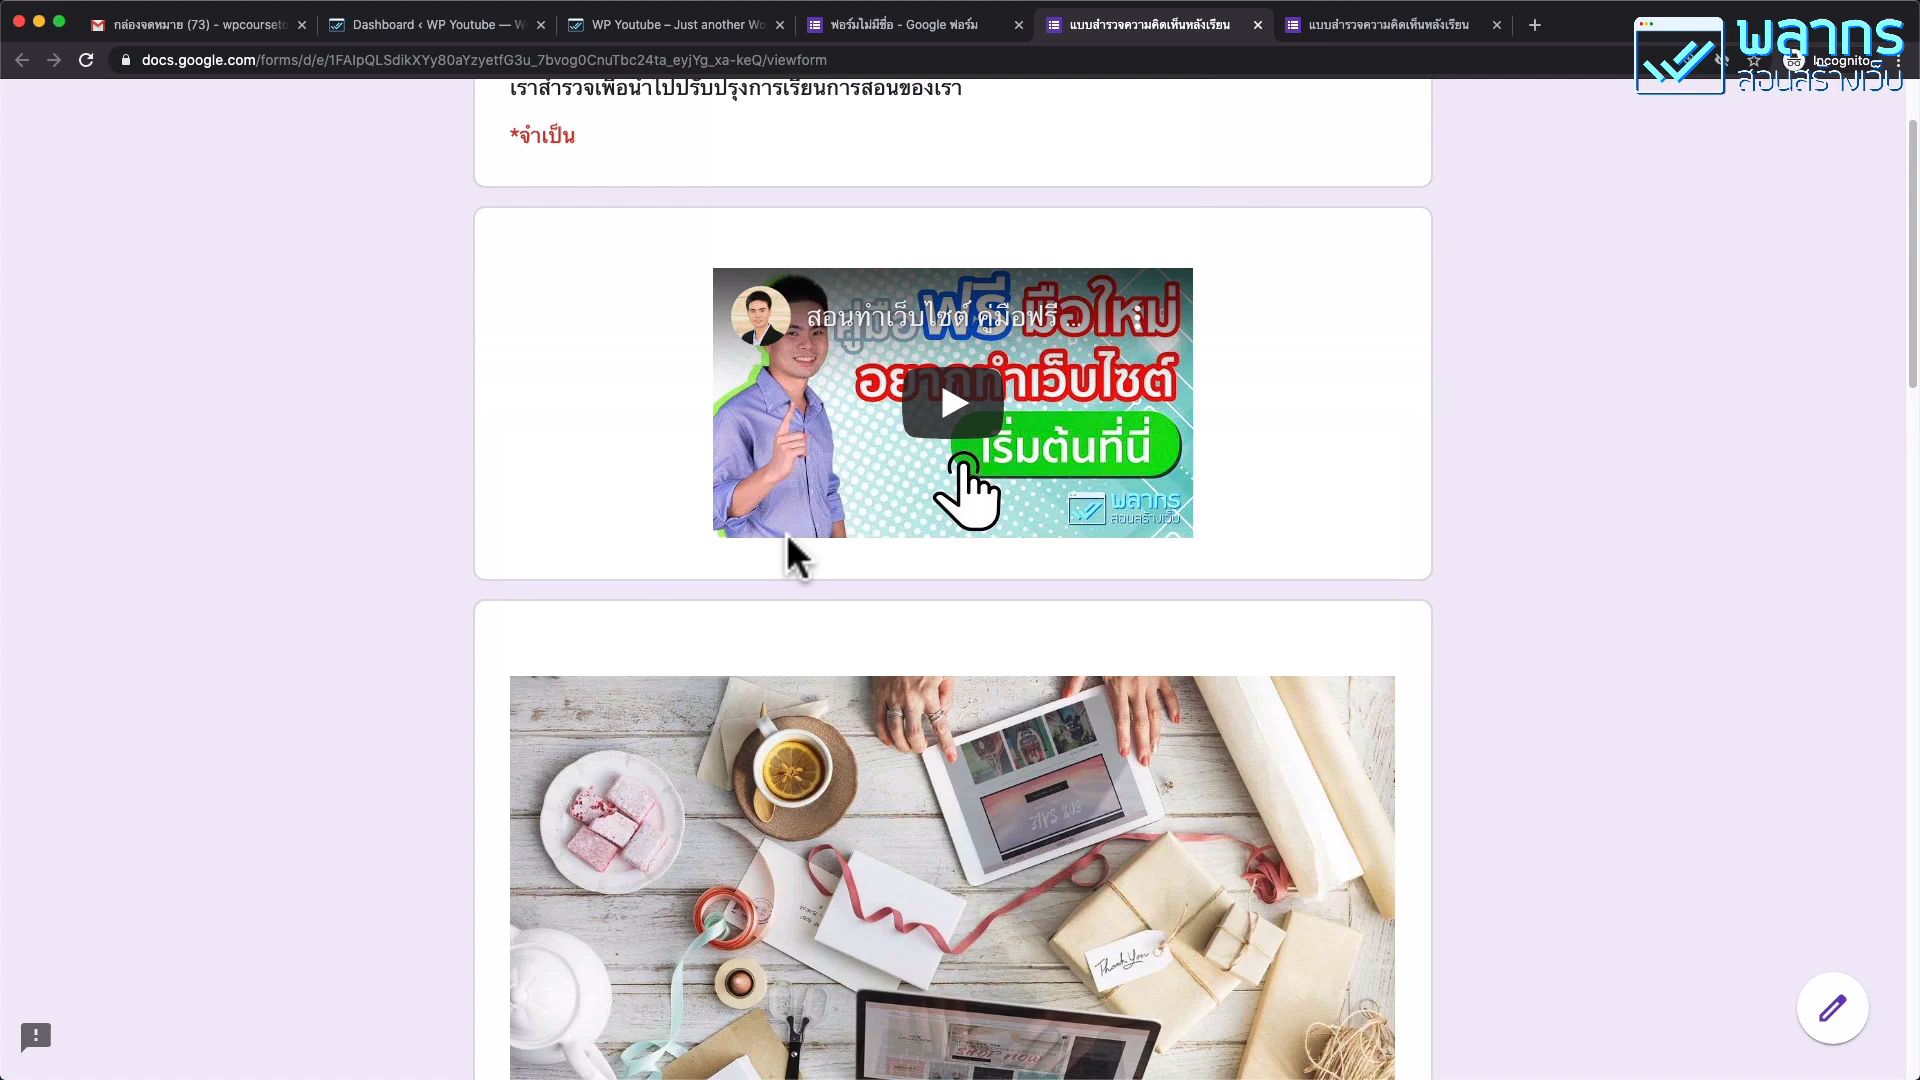 กล่องจดหมาย (73) - wpcourseto
Dashboard ‹ WP Youtube — W
WP Youtube – Just another Wo
ฟอร์มไม่มีชื่อ - Google ฟอร์ม
แบบสำรวจความคิดเห็นหลังเรียน
แบบสำรวจความคิดเห็นหลังเรียน
พลากร
สอนสร้างเว็บ
docs.google.com/forms/d/e/1FAIpQLSdikXYy80aYzyetfG3u_7bvog0CnuTbc24ta_eyjYg_xa-keQ/viewform
Incognito
เราสำรวจเพื่อนำไปปรับปรุงการเรียนการสอนของเรา
*จำเป็น
สอนทำเว็บไซต์ คู่มือฟรี ...
คู่มือฟรี มือใหม่
อยากทำเว็บไซต์
เริ่มต้นที่นี่
พลากร
สอนสร้างเว็บ
50% SALE
Thank You
SHOP NOW